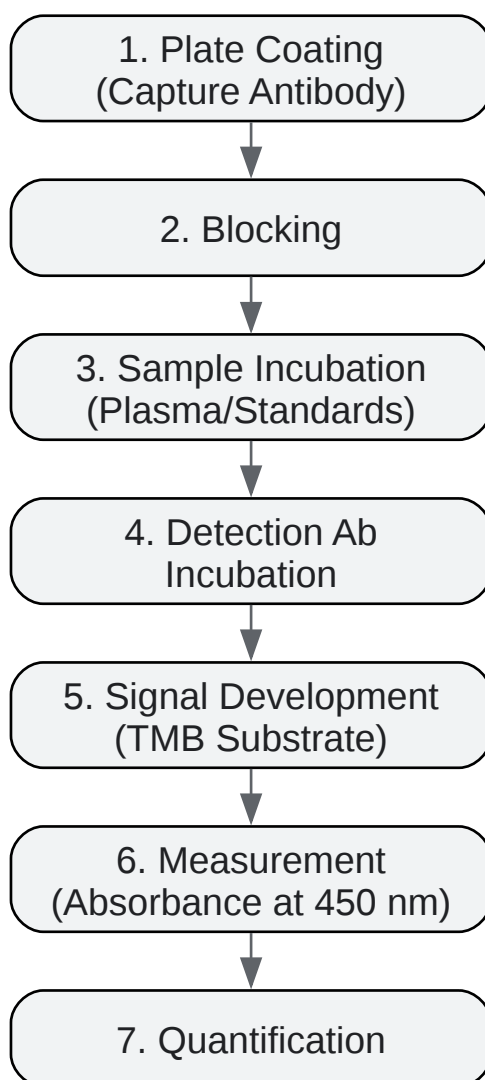 1. Plate Coating
(Capture Antibody)
2. Blocking
3. Sample Incubation
(Plasma/Standards)
4. Detection Ab
Incubation
5. Signal Development
(TMB Substrate)
6. Measurement
(Absorbance at 450 nm)
7. Quantification